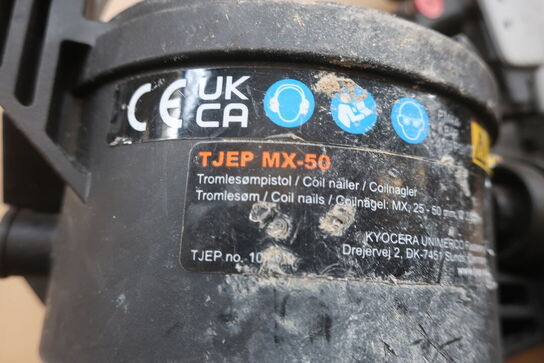 CE UK
CA
TJEP MX-50
Tromlesømpistol / Coil nailer / Coilnagler
Tromlesøm / Coil nails / Coilnägel: MX, 25 - 50 mm,
KYOCERA UNIMERCO
Drejervej 2, DK-7451
TJEP no.